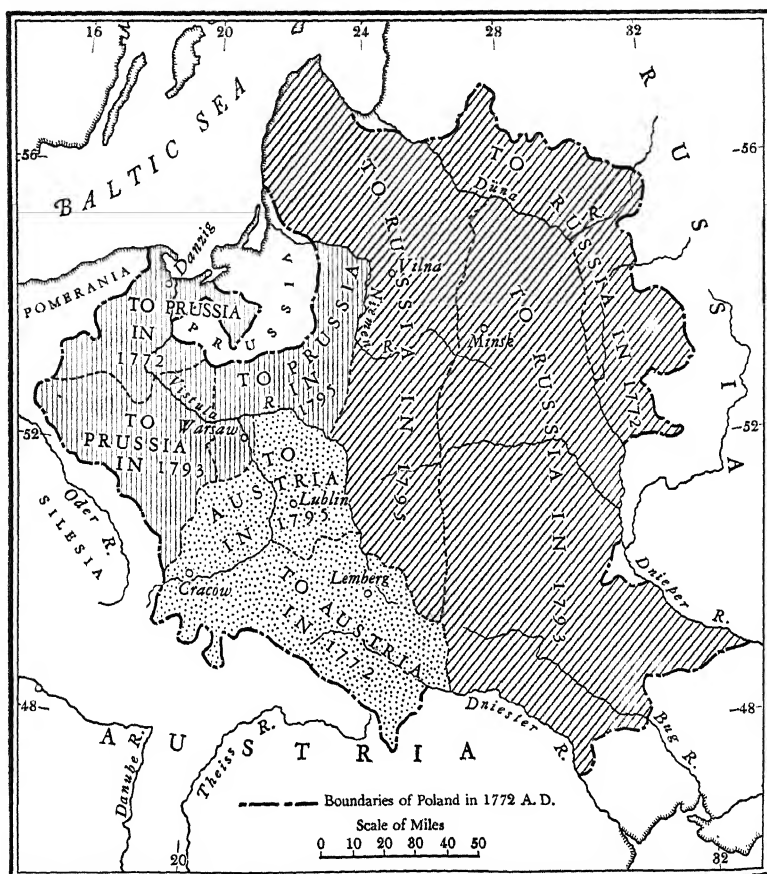 16
20
24
28
32
BALTIC SEA
RUSSIA
56
56
TO RUSSIA IN 1772
Düna R.
TO RUSSIA IN 1795
Vilna
Niemen R.
TO RUSSIA IN 1793
Minsk
Danzig
POMERANIA
TO PRUSSIA
IN
1772
PRUSSIA
TO PRUSSIA
IN
1795
Vistula R.
52
52
TO
PRUSSIA
IN 1793
Warsaw
TO
AUSTRIA
IN 1795
Lublin
Oder R.
SILESIA
Cracow
Lemberg
TO AUSTRIA
IN 1772
Dnieper R.
48
48
AUSTRIA
Dniester R.
Bug R.
Danube R.
Theiss R.
Boundaries of Poland in 1772 A.D.
Scale of Miles
0 10 20 30 40 50
20
32